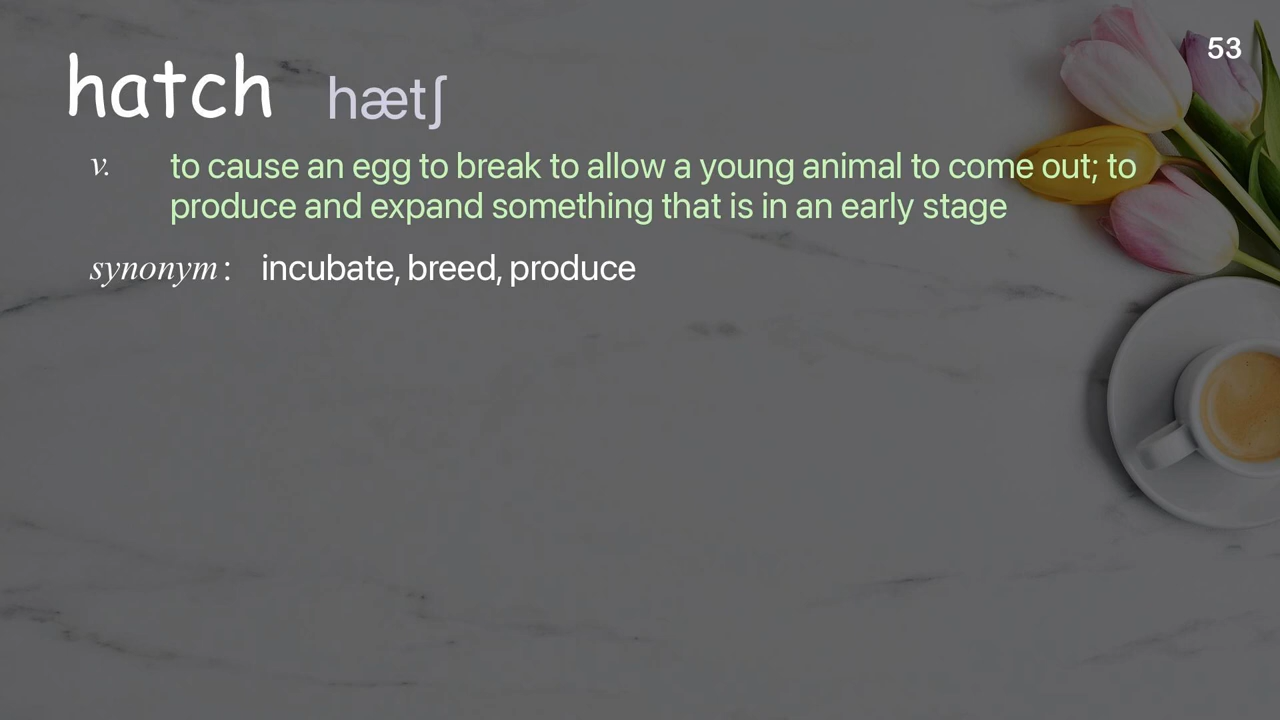 53
hatch hætʃ
v. to cause an egg to break to allow a young animal to come out; to
produce and expand something that is in an early stage
synonym : incubate, breed, produce